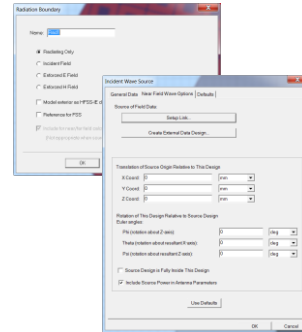 Radiation Boundary
Name:
Radiating Only
Incident Field
Enforced E Field
Enforced H Field
Model exterior as HFSS-IE d
Reference for FSS
OK
Incident Wave Source
General Data Near Field Wave Options Defaults
Source of Field Data:
Setup Link...
Create External Data Design...
Translation of Source Origin Relative to This Design
X Coord: 0 mm
Y Coord: 0 mm
Z Coord: 0 mm
Rotation of This Design Relative to Source Design
Euler angles:
Phi (rotation about Z axis): 0 deg
Theta (rotation about resultant X-axis): 0 deg
Psi (rotation about resultant Z axis): 0 deg
Source Design is Fully Inside This Design
Include Source Power in Antenna Parameters
Use Defaults
OK Cancel